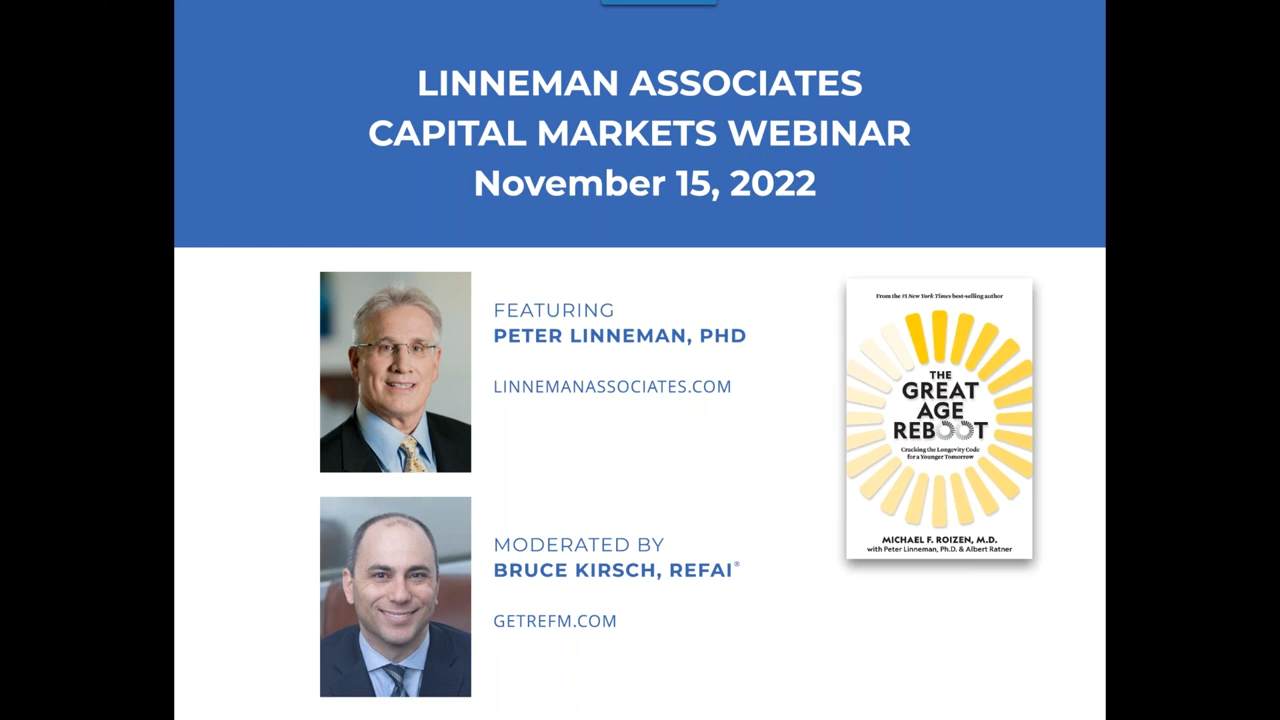 LINNEMAN ASSOCIATES
CAPITAL MARKETS WEBINAR
November 15, 2022
FEATURING
PETER LINNEMAN, PHD
LINNEMANASSOCIATES.COM
MODERATED BY
BRUCE KIRSCH, REFAI®
GETREFM.COM
From the #1 New York Times best-selling author
THE
GREAT
AGE
REBOOT
Cracking the Longevity Code
for a Younger Tomorrow
MICHAEL F. ROIZEN, M.D.
with Peter Linneman, Ph.D. & Albert Ratner